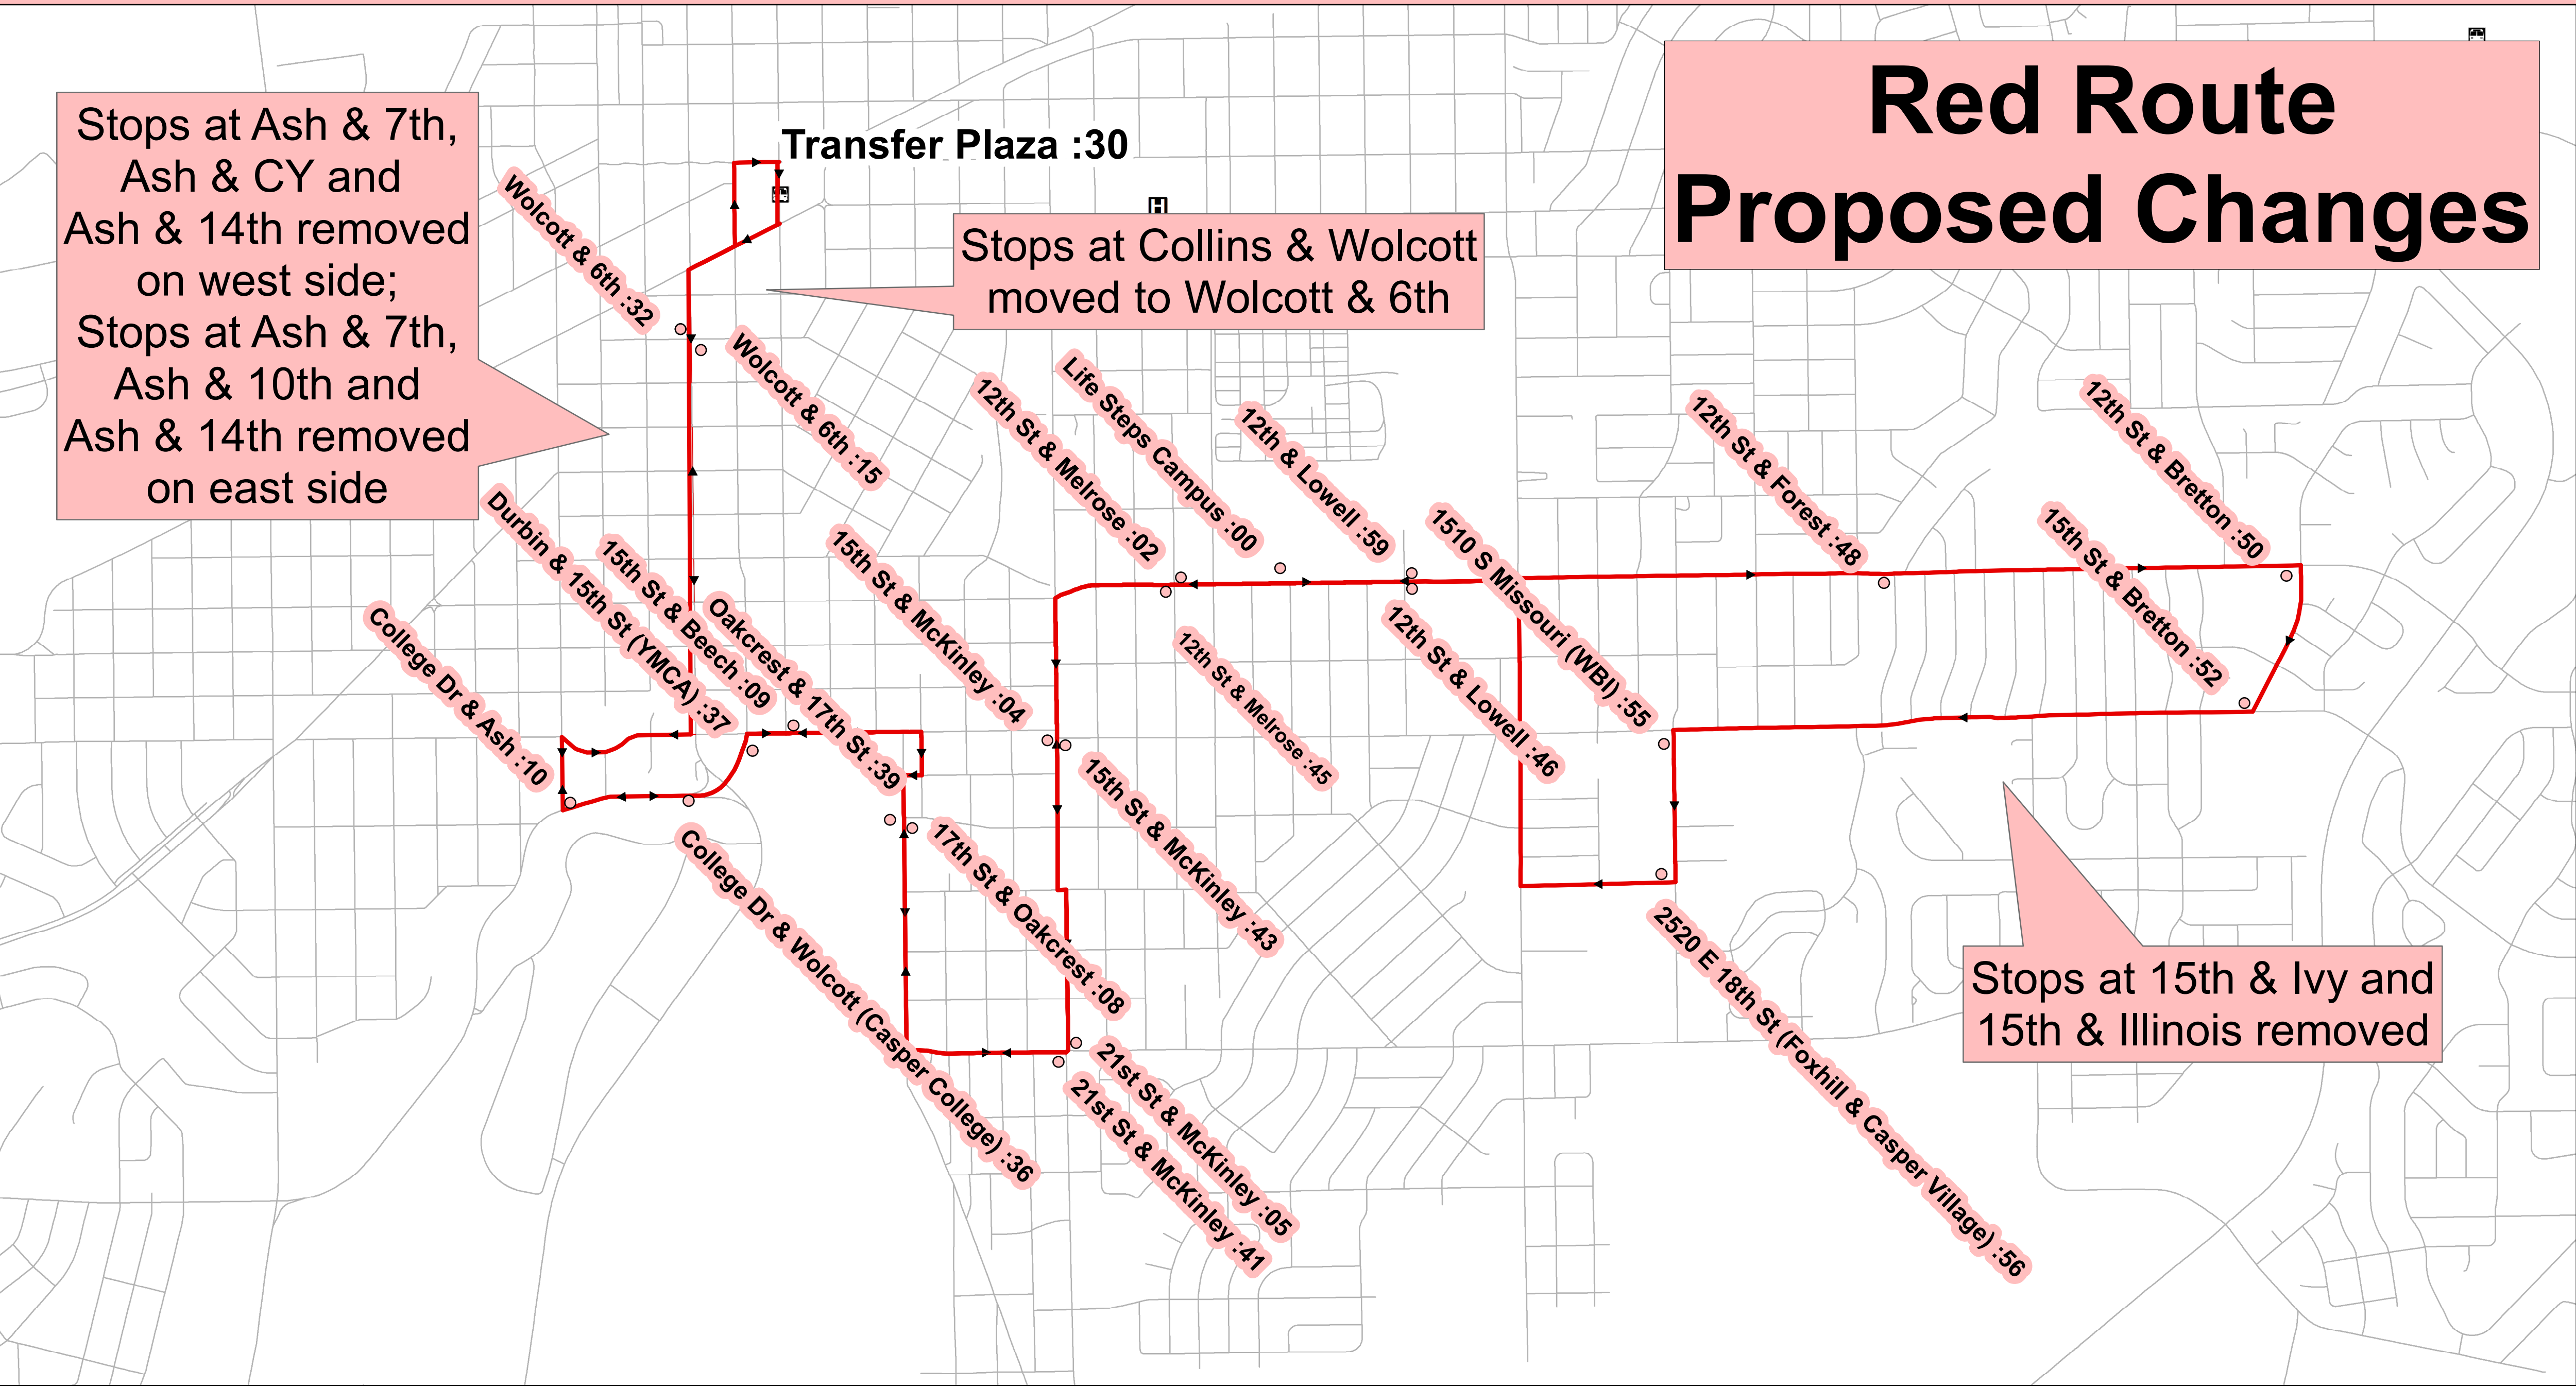 Red Route
Proposed Changes
Stops at Ash & 7th,
Ash & CY and
Ash & 14th removed
on west side;
Stops at Ash & 7th,
Ash & 10th and
Ash & 14th removed
on east side
Transfer Plaza :30
H
Stops at Collins & Wolcott
moved to Wolcott & 6th
Wolcott & 6th :32
Wolcott & 6th :15
12th St & Melrose :02
Life Steps Campus :00
12th & Lowell :59
1510 S Missouri (WBI) :55
12th St & Forest :48
12th St & Bretton :50
15th St & Bretton :52
Durbin & 15th St (YMCA) :37
15th St & Beech :09
Oakcrest & 17th St :39
15th St & McKinley :04
12th St & Melrose :45
12th St & Lowell :46
College Dr & Ash :10
College Dr & Wolcott (Casper College) :36
17th St & Oakcrest :08
15th St & McKinley :43
21st St & McKinley :05
21st St & McKinley :41
2520 E 18th St (Foxhill & Casper Village) :56
Stops at 15th & Ivy and
15th & Illinois removed